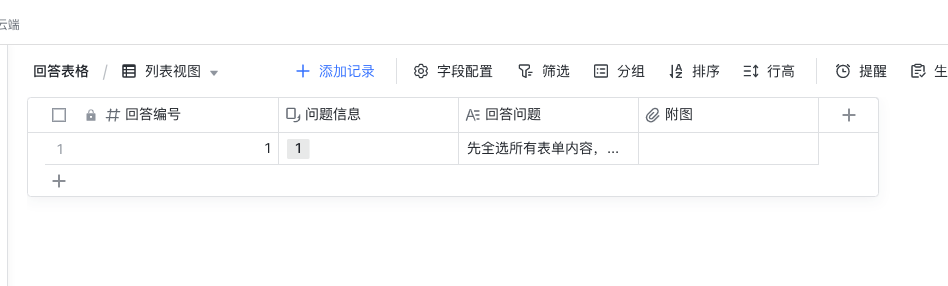 云端
回答表格 / 列表视图 添加记录 字段配置 筛选 分组 排序 行高 提醒 生
回答编号 问题信息 回答问题 附图
1 1 1 先全选所有表单内容，...